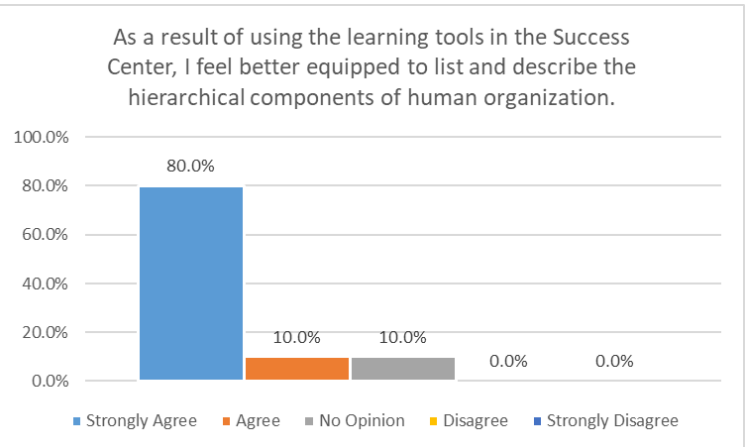 As a result of using the learning tools in the Success
Center, I feel better equipped to list and describe the
hierarchical components of human organization.
100.0%
80.0%
60.0%
40.0%
20.0%
0.0%
80.0%
10.0%
10.0%
0.0%
0.0%
Strongly Agree
Agree
No Opinion
Disagree
Strongly Disagree